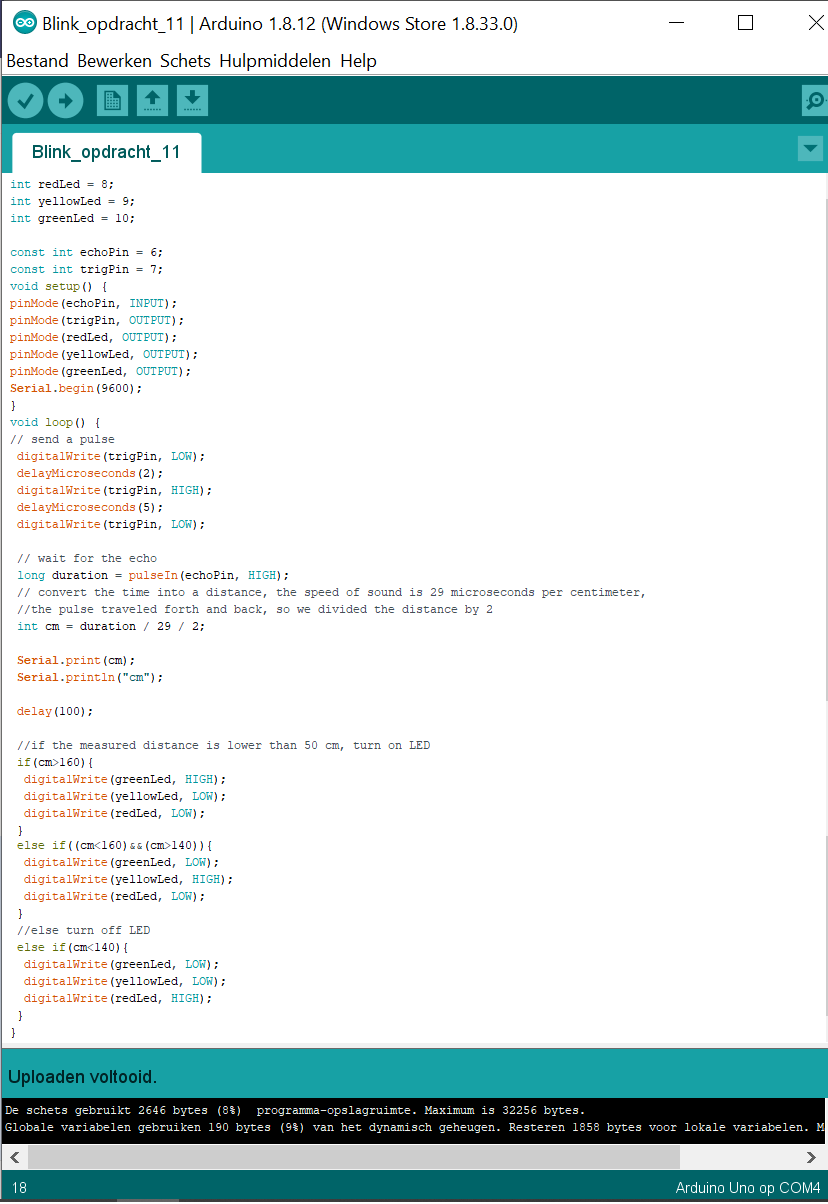 Blink_opdracht_11 | Arduino 1.8.12 (Windows Store 1.8.33.0)
Bestand Bewerken Schets Hulpmiddelen Help
Blink_opdracht_11
int redLed = 8;
int yellowLed = 9;
int greenLed = 10;
const int echoPin = 6;
const int trigPin = 7;
void setup() {
pinMode(echoPin, INPUT);
pinMode(trigPin, OUTPUT);
pinMode(redLed, OUTPUT);
pinMode(yellowLed, OUTPUT);
pinMode(greenLed, OUTPUT);
Serial.begin(9600);
}
void loop() {
// send a pulse
digitalWrite(trigPin, LOW);
delayMicroseconds(2);
digitalWrite(trigPin, HIGH);
delayMicroseconds(5);
digitalWrite(trigPin, LOW);
// wait for the echo
long duration = pulseIn(echoPin, HIGH);
// convert the time into a distance, the speed of sound is 29 microseconds per centimeter,
//the pulse traveled forth and back, so we divided the distance by 2
int cm = duration / 29 / 2;
Serial.print(cm);
Serial.println("cm");
delay(100);
//if the measured distance is lower than 50 cm, turn on LED
if(cm>160){
digitalWrite(greenLed, HIGH);
digitalWrite(yellowLed, LOW);
digitalWrite(redLed, LOW);
}
else if((cm<160)&&(cm>140)){
digitalWrite(greenLed, LOW);
digitalWrite(yellowLed, HIGH);
digitalWrite(redLed, LOW);
}
//else turn off LED
else if(cm<140){
digitalWrite(greenLed, LOW);
digitalWrite(yellowLed, LOW);
digitalWrite(redLed, HIGH);
}
}
Uploaden voltooid.
De schets gebruikt 2646 bytes (8%)  programma-opslagruimte. Maximum is 32256 bytes.
Globale variabelen gebruiken 190 bytes (9%) van het dynamisch geheugen. Resteren 1858 bytes voor lokale variabelen. M
18
Arduino Uno op COM4